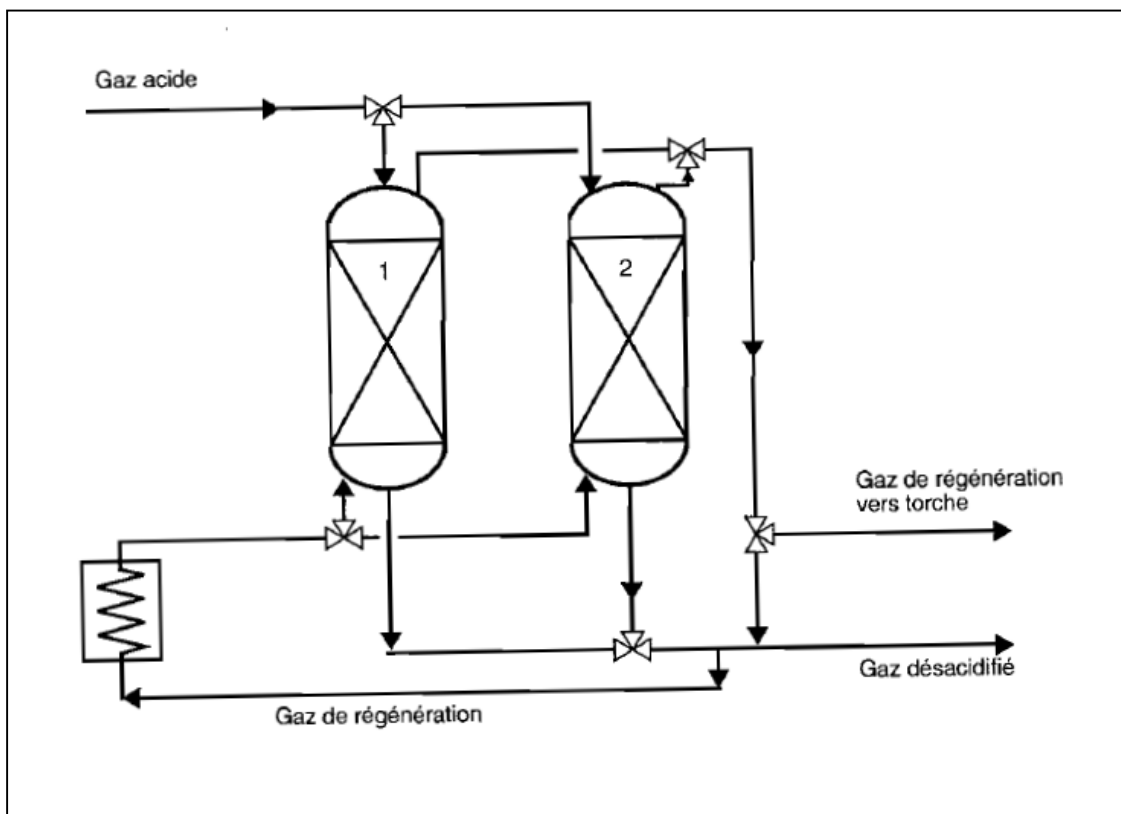 Gaz acide
1
2
Gaz de régénération
vers torche
Gaz désacidifié
Gaz de régénération